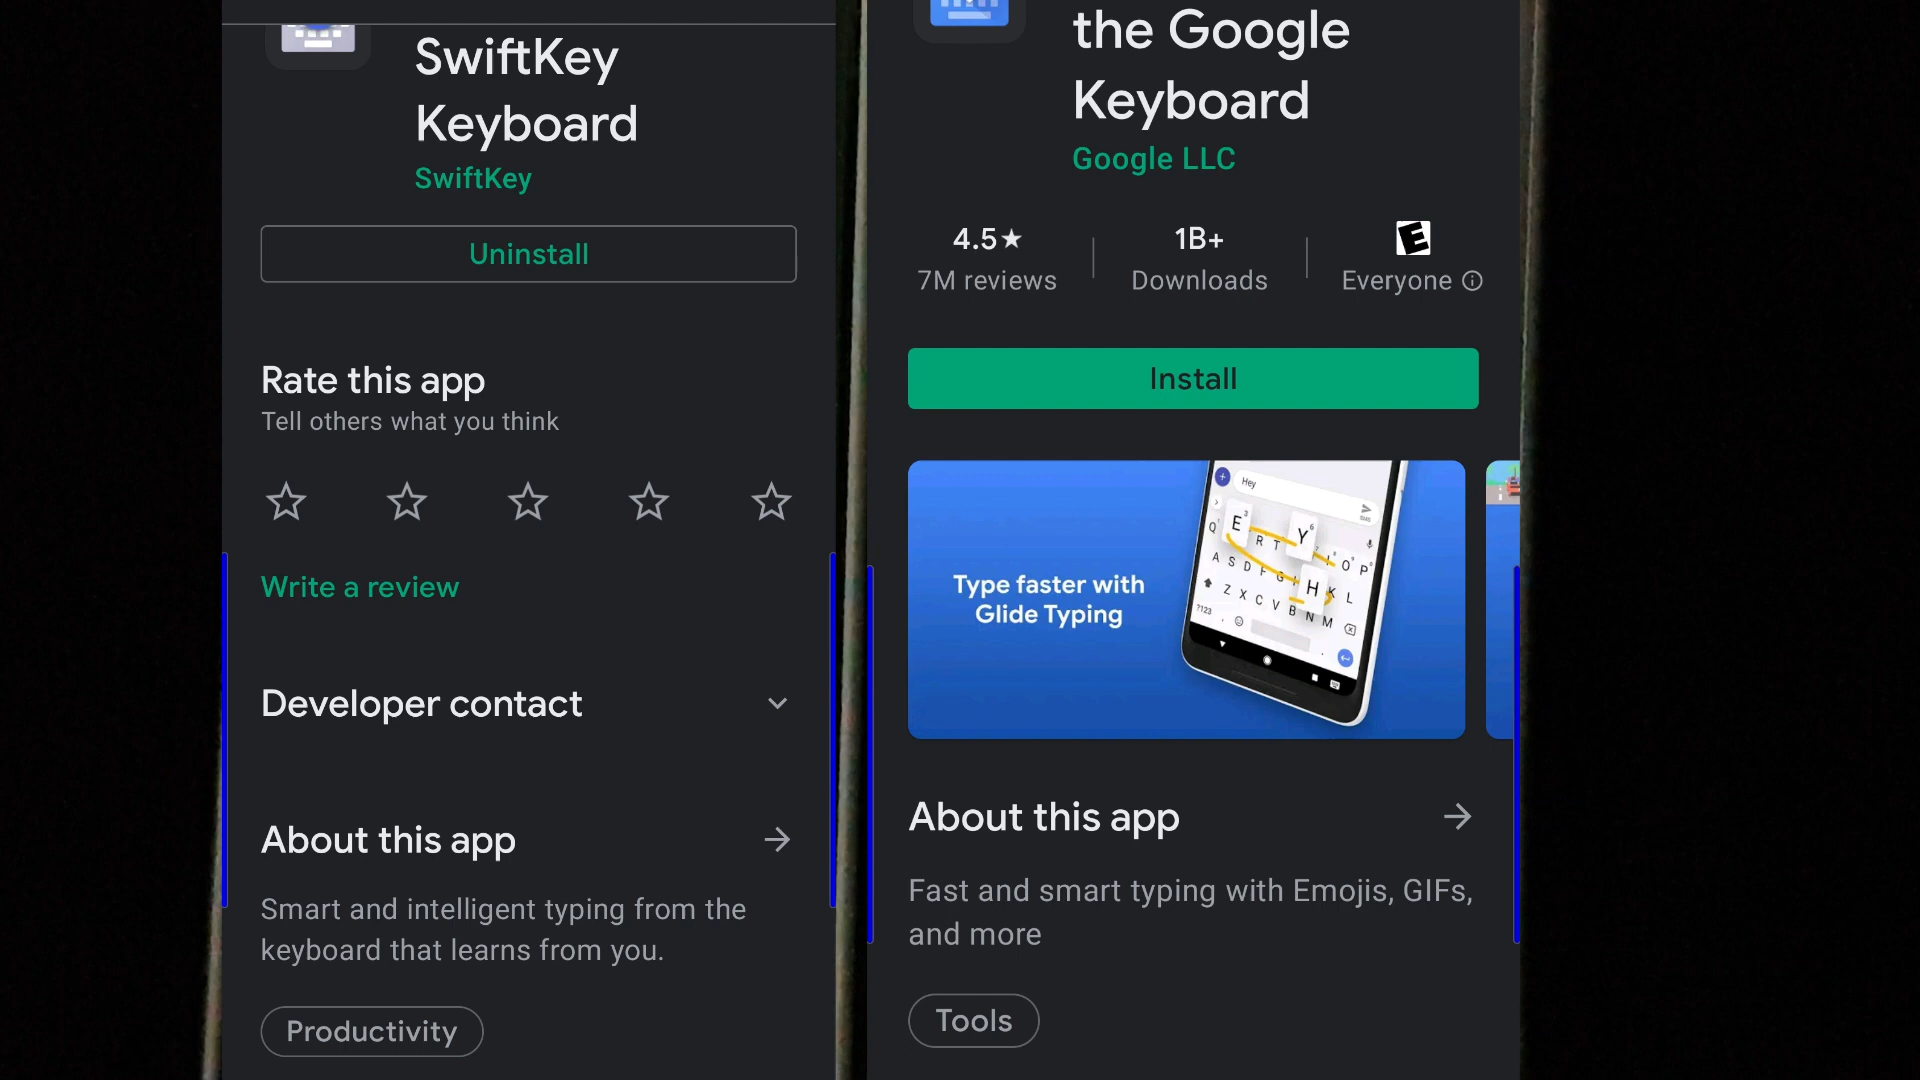 SwiftKey
Keyboard
SwiftKey
Uninstall
Rate this app
Tell others what you think
Write a review
Developer contact
About this app
Smart and intelligent typing from the
keyboard that learns from you.
Productivity
the Google
Keyboard
Google LLC
4.5★
7M reviews
1B+
Downloads
E
Everyone
Install
Type faster with
Glide Typing
Hey
SMS
Q E R T Y I O P
A S D F G H K L
Z X C V B N M
?123
About this app
Fast and smart typing with Emojis, GIFs,
and more
Tools